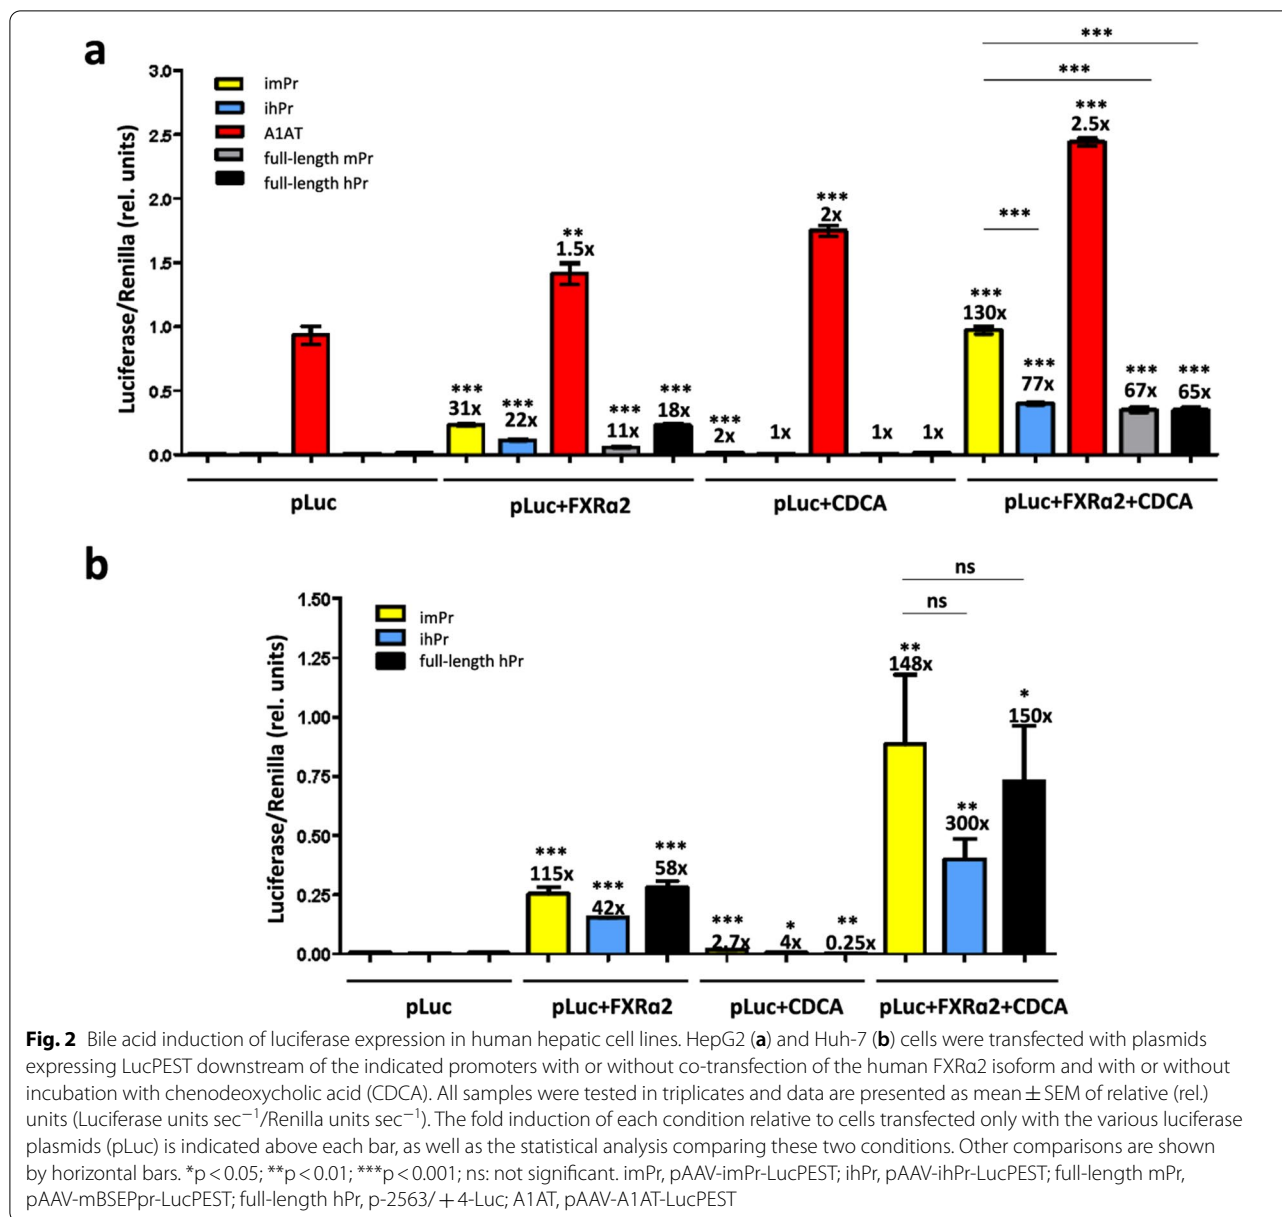 a
***
***
Luciferase/Renilla (rel. units)
3.0
2.5
2.0
1.5
1.0
0.5
0.0
imPr
ihPr
A1AT
full-length mPr
full-length hPr
***
31x
***
22x
**
1.5x
***
11x
***
18x
***
2x
1x
***
2x
1x
1x
***
***
130x
***
77x
***
2.5x
***
67x
***
65x
pLuc
pLuc+FXRα2
pLuc+CDCA
pLuc+FXRα2+CDCA
b
ns
ns
Luciferase/Renilla (rel. units)
1.50
1.25
1.00
0.75
0.50
0.25
0.00
imPr
ihPr
full-length hPr
***
115x
***
42x
***
58x
***
2.7x
*
4x
**
0.25x
**
148x
**
300x
*
150x
pLuc
pLuc+FXRα2
pLuc+CDCA
pLuc+FXRα2+CDCA
Fig. 2 Bile acid induction of luciferase expression in human hepatic cell lines. HepG2 (a) and Huh-7 (b) cells were transfected with plasmids
expressing LucPEST downstream of the indicated promoters with or without co-transfection of the human FXRα2 isoform and with or without
incubation with chenodeoxycholic acid (CDCA). All samples were tested in triplicates and data are presented as mean ± SEM of relative (rel.)
units (Luciferase units sec⁻¹/Renilla units sec⁻¹). The fold induction of each condition relative to cells transfected only with the various luciferase
plasmids (pLuc) is indicated above each bar, as well as the statistical analysis comparing these two conditions. Other comparisons are shown
by horizontal bars. *p < 0.05; **p < 0.01; ***p < 0.001; ns: not significant. imPr, pAAV-imPr-LucPEST; ihPr, pAAV-ihPr-LucPEST; full-length mPr,
pAAV-mBSEPpr-LucPEST; full-length hPr, p-2563/+4-Luc; A1AT, pAAV-A1AT-LucPEST